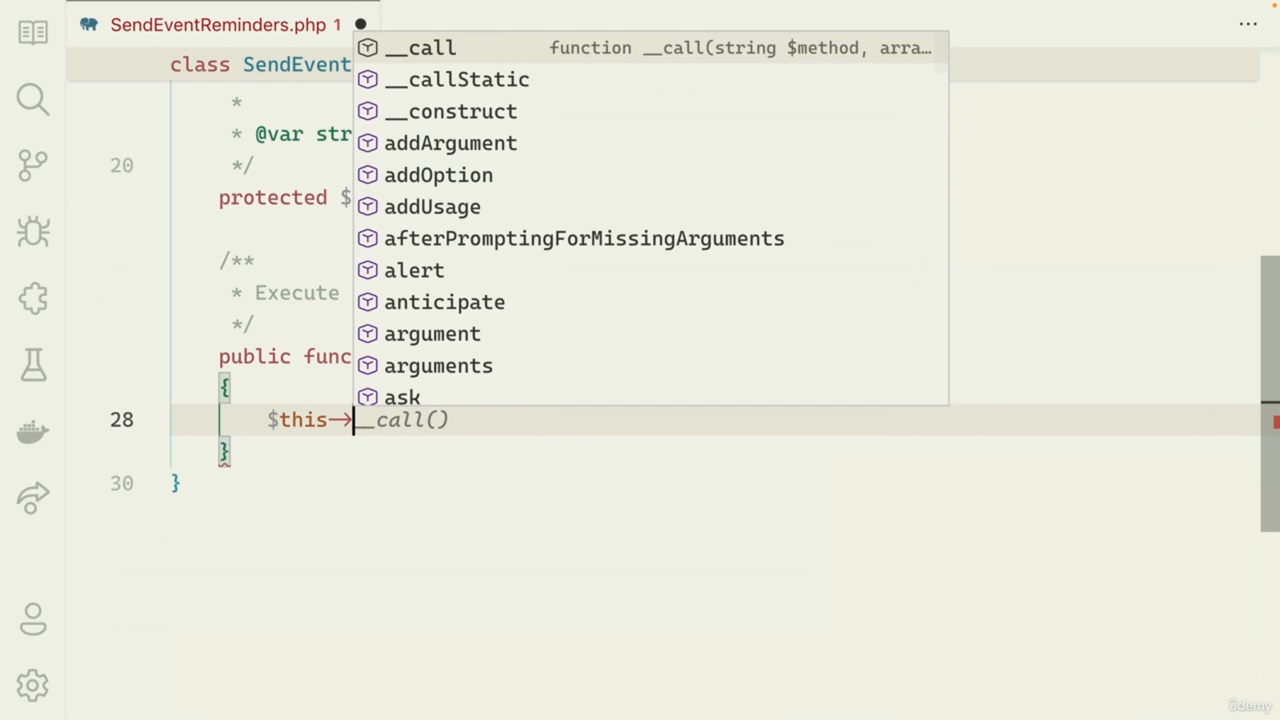 SendEventReminders.php 1
class SendEvent
*
* @var str
20 */
protected $
/**
* Execute
*/
public func
{
28 $this->__call()
}
30 }
__call function __call(string $method, arra…
__callStatic
__construct
addArgument
addOption
addUsage
afterPromptingForMissingArguments
alert
anticipate
argument
arguments
ask
ûdemy